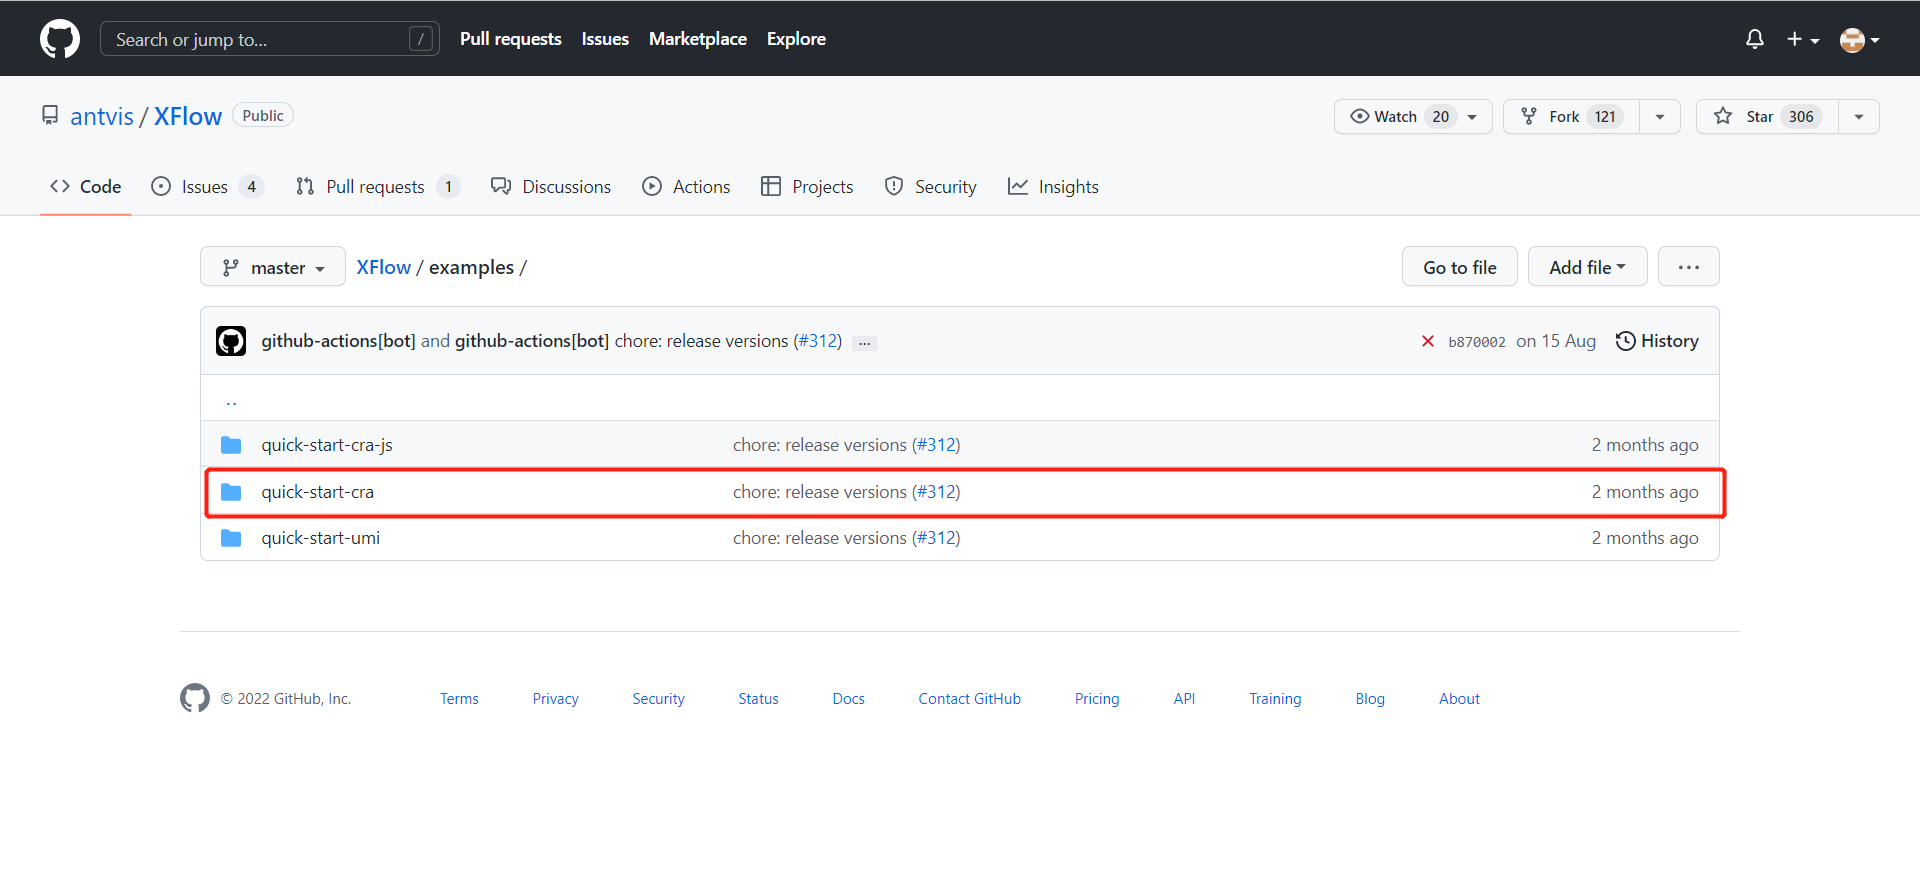 Search or jump to... / Pull requests Issues Marketplace Explore
antvis / XFlow Public Watch 20 Fork 121 Star 306
Code Issues 4 Pull requests 1 Discussions Actions Projects Security Insights
master XFlow / examples / Go to file Add file ...
github-actions[bot] and github-actions[bot] chore: release versions (#312) ... b870002 on 15 Aug History
..
quick-start-cra-js chore: release versions (#312) 2 months ago
quick-start-cra chore: release versions (#312) 2 months ago
quick-start-umi chore: release versions (#312) 2 months ago
© 2022 GitHub, Inc. Terms Privacy Security Status Docs Contact GitHub Pricing API Training Blog About